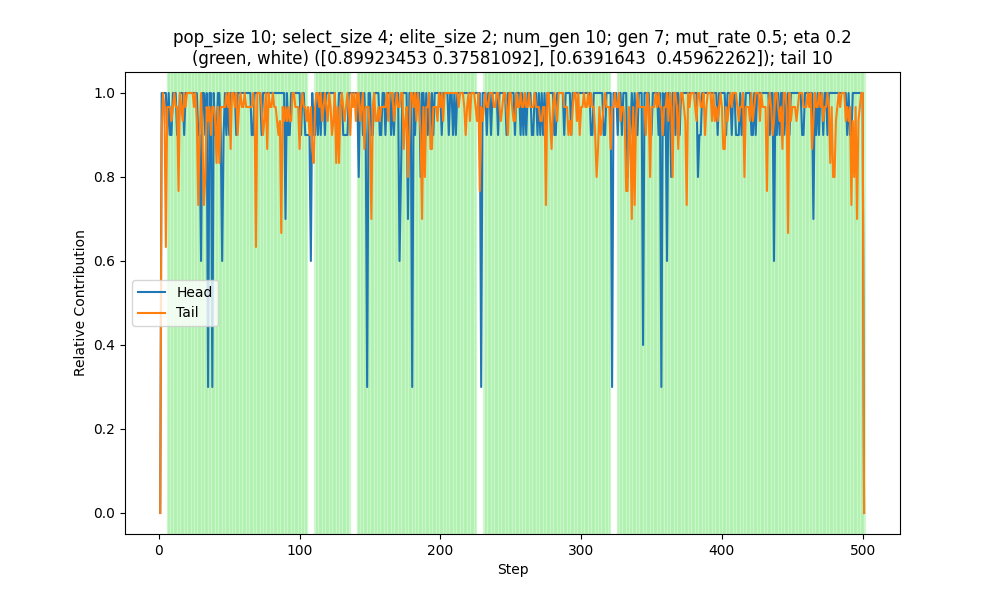 pop_size 10; select_size 4; elite_size 2; num_gen 10; gen 7; mut_rate 0.5; eta 0.2
(green, white) ([0.89923453 0.37581092], [0.6391643  0.45962262]); tail 10
1.0
0.8
0.6
0.4
0.2
0.0
Relative Contribution
Head
Tail
0
100
200
300
400
500
Step